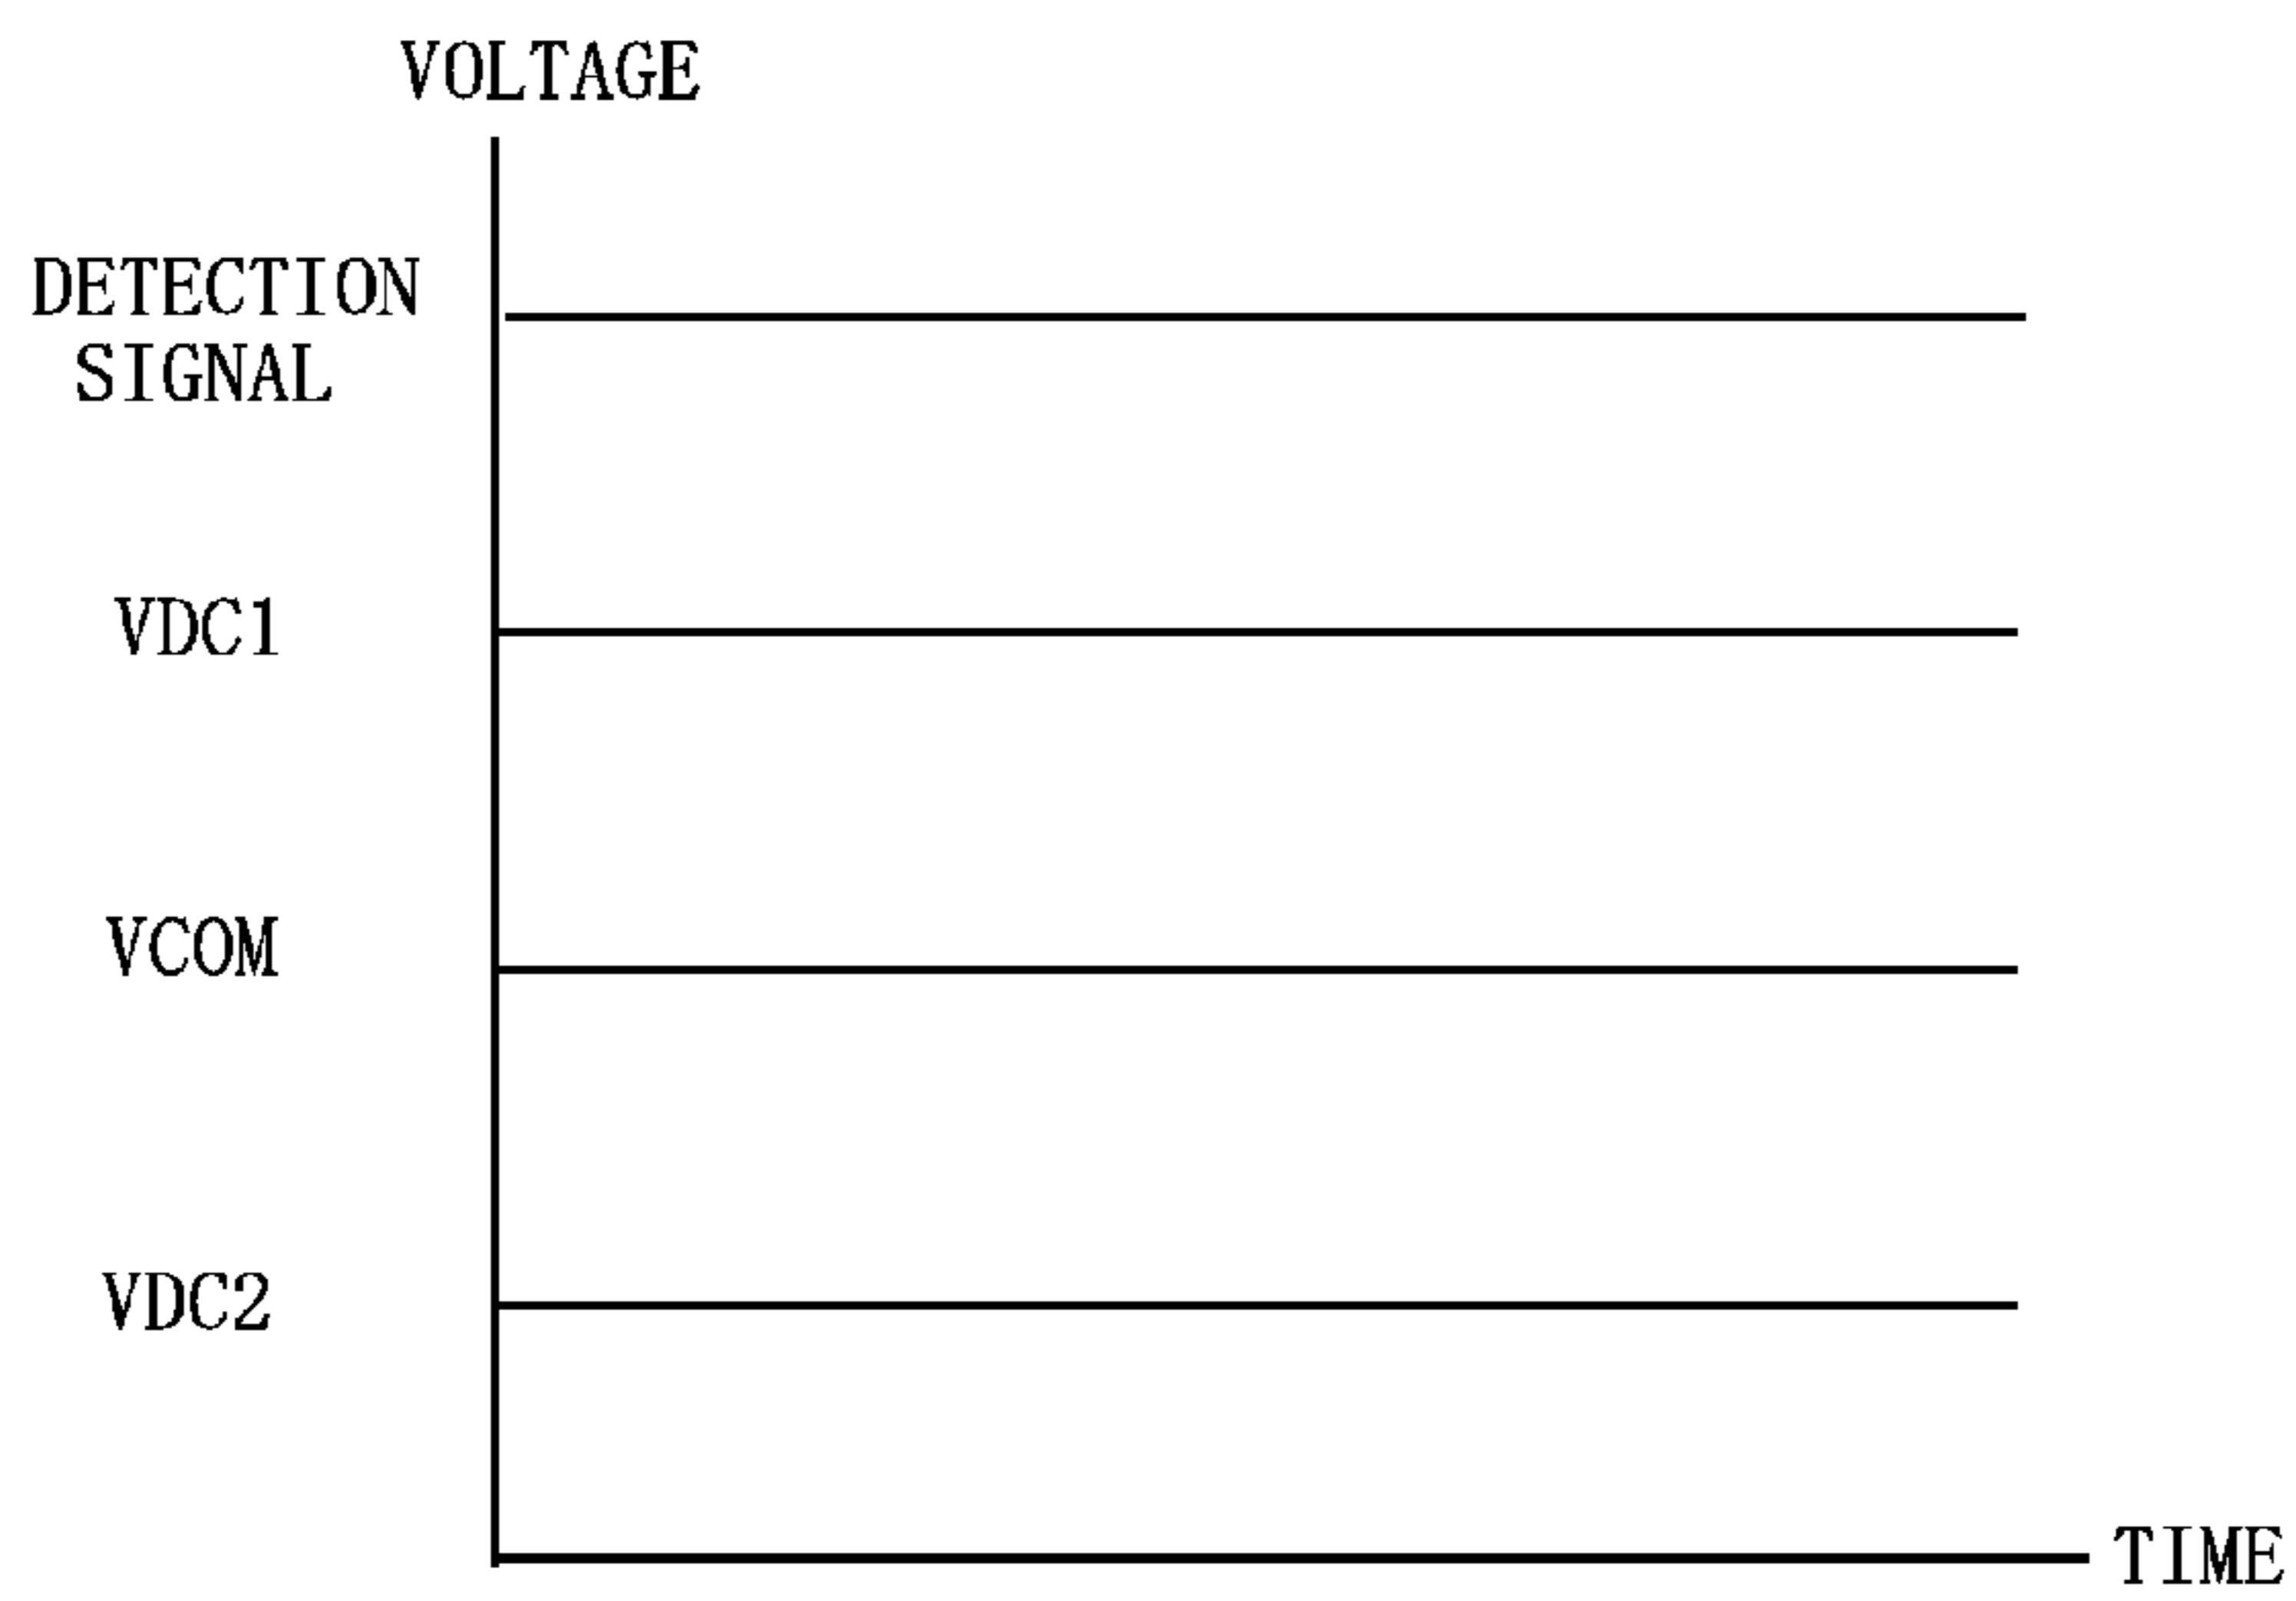 VOLTAGE
DETECTION
SIGNAL
VDC1
VCOM
VDC2
TIME